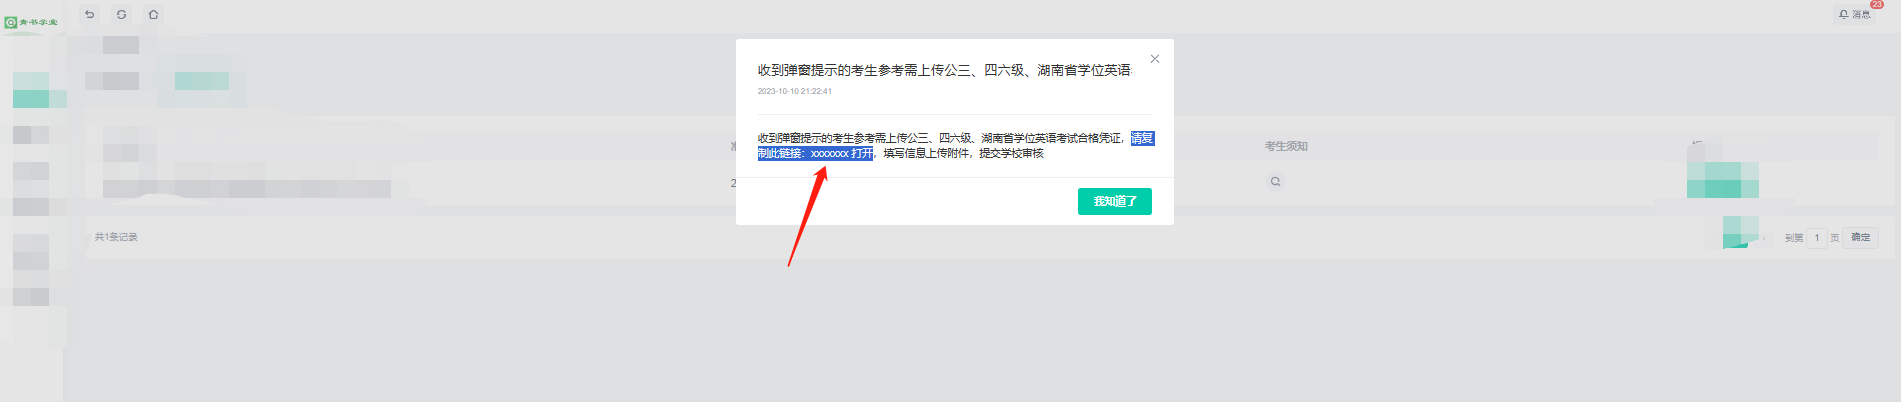 青书学堂
消息
23
收到弹窗提示的考生参考需上传公三、四六级、湖南省学位英语
2023-10-10 21:22:41
收到弹窗提示的考生参考需上传公三、四六级、湖南省学位英语考试合格凭证，请复
制此链接：xxxxxxx 打开，填写信息上传附件，提交学校审核
我知道了
考生须知
2
共1条记录
到第 1 页 确定